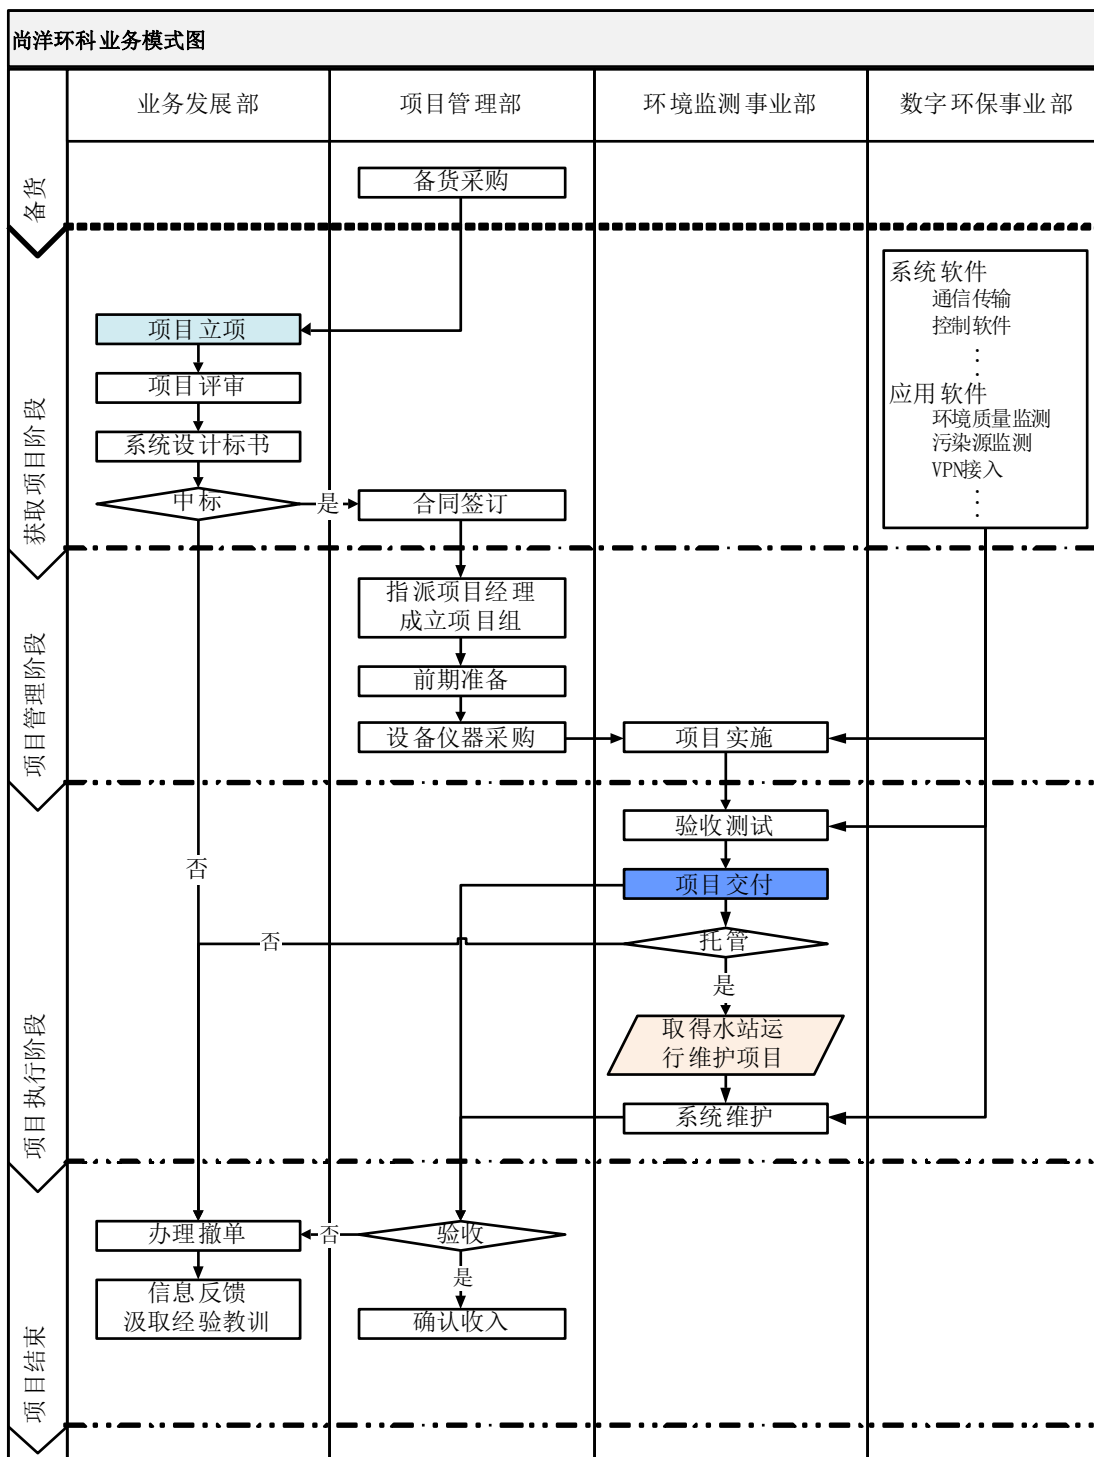 尚洋环科业务模式图
业务发展部
项目管理部
环境监测事业部
数字环保事业部
备货
备货采购
获取项目阶段
系统软件
通信传输
控制软件
⋮
应用软件
环境质量监测
污染源监测
VPN接入
⋮
项目立项
项目评审
系统设计标书
中标
是
合同签订
项目管理阶段
指派项目经理
成立项目组
前期准备
设备仪器采购
项目实施
项目执行阶段
验收测试
否
项目交付
否
托管
是
取得水站运
行维护项目
系统维护
项目结束
办理撤单
否
验收
是
信息反馈
汲取经验教训
确认收入